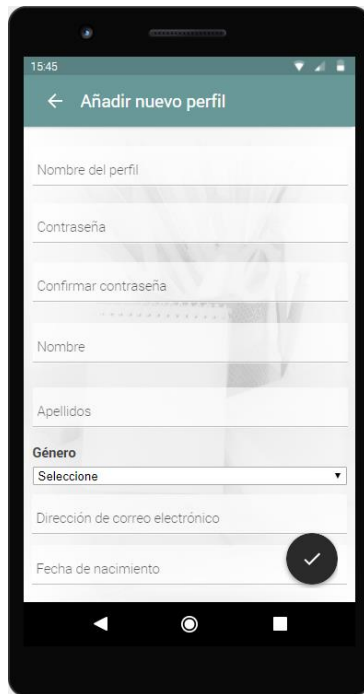 15:45
Añadir nuevo perfil
Nombre del perfil
Contraseña
Confirmar contraseña
Nombre
Apellidos
Género
Seleccione
Dirección de correo electrónico
Fecha de nacimiento